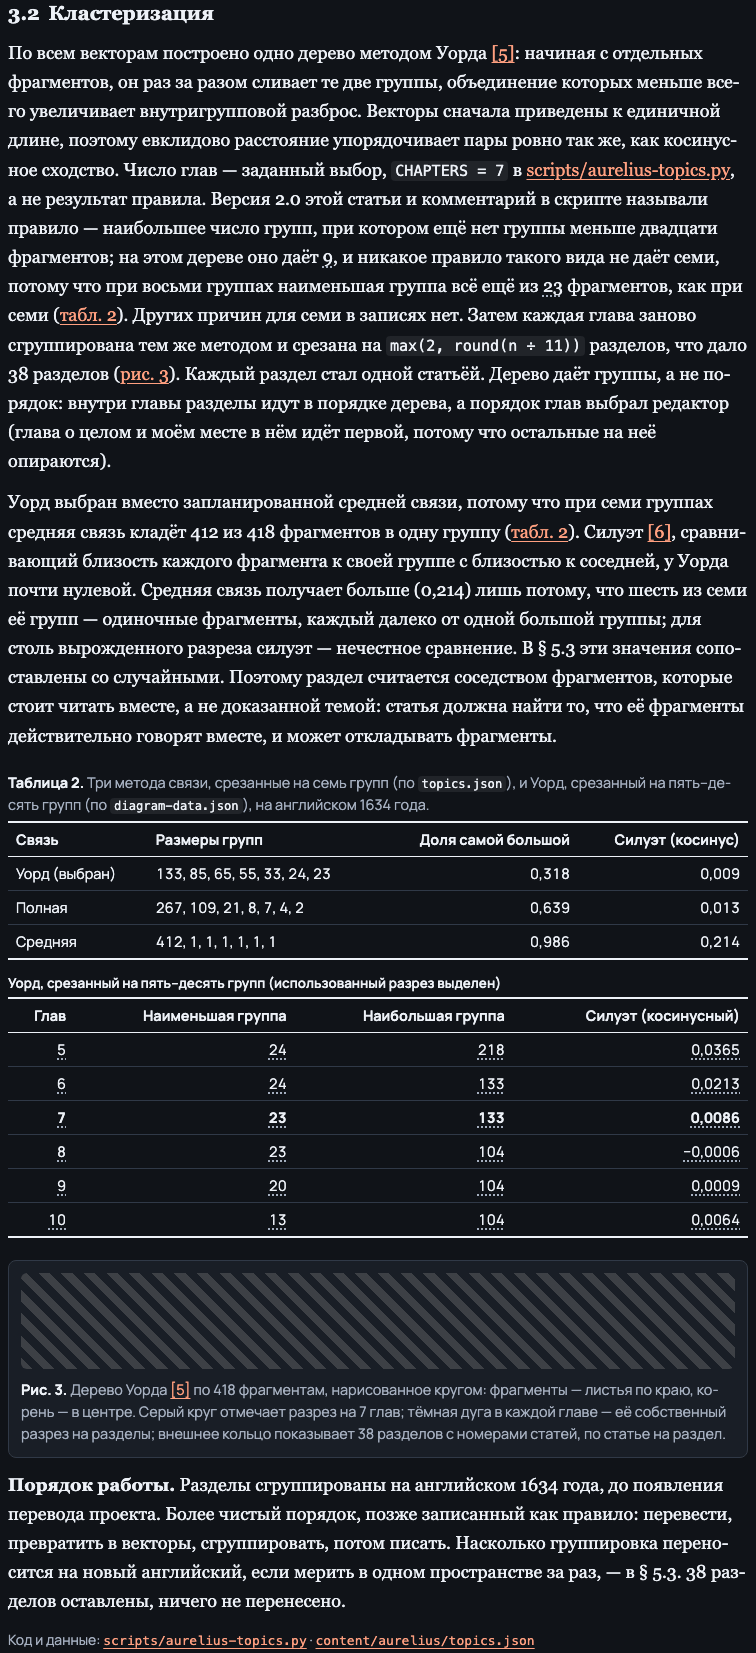 3.2 Кластеризация
По всем векторам построено одно дерево методом Уорда [5]: начиная с отдельных
фрагментов, он раз за разом сливает те две группы, объединение которых меньше все-
го увеличивает внутригрупповой разброс. Векторы сначала приведены к единичной
длине, поэтому евклидово расстояние упорядочивает пары ровно так же, как косинус-
ное сходство. Число глав — заданный выбор, CHAPTERS = 7 в scripts/aurelius-topics.py,
а не результат правила. Версия 2.0 этой статьи и комментарий в скрипте называли
правило — наибольшее число групп, при котором ещё нет группы меньше двадцати
фрагментов; на этом дереве оно даёт 9, и никакое правило такого вида не даёт семи,
потому что при восьми группах наименьшая группа всё ещё из 23 фрагментов, как при
семи (табл. 2). Других причин для семи в записях нет. Затем каждая глава заново
сгруппирована тем же методом и срезана на max(2, round(n ÷ 11)) разделов, что дало
38 разделов (рис. 3). Каждый раздел стал одной статьёй. Дерево даёт группы, а не по-
рядок: внутри главы разделы идут в порядке дерева, а порядок глав выбрал редактор
(глава о целом и моём месте в нём идёт первой, потому что остальные на неё
опираются).
Уорд выбран вместо запланированной средней связи, потому что при семи группах
средняя связь кладёт 412 из 418 фрагментов в одну группу (табл. 2). Силуэт [6], сравни-
вающий близость каждого фрагмента к своей группе с близостью к соседней, у Уорда
почти нулевой. Средняя связь получает больше (0,214) лишь потому, что шесть из семи
её групп — одиночные фрагменты, каждый далеко от одной большой группы; для
столь вырожденного разреза силуэт — нечестное сравнение. В § 5.3 эти значения сопо-
ставлены со случайными. Поэтому раздел считается соседством фрагментов, которые
стоит читать вместе, а не доказанной темой: статья должна найти то, что её фрагменты
действительно говорят вместе, и может откладывать фрагменты.
Таблица 2. Три метода связи, срезанные на семь групп (по topics.json), и Уорд, срезанный на пять–де-
сять групп (по diagram-data.json), на английском 1634 года.
Связь Размеры групп Доля самой большой Силуэт (косинус)
Уорд (выбран) 133, 85, 65, 55, 33, 24, 23 0,318 0,009
Полная 267, 109, 21, 8, 7, 4, 2 0,639 0,013
Средняя 412, 1, 1, 1, 1, 1, 1 0,986 0,214
Уорд, срезанный на пять–десять групп (использованный разрез выделен)
Глав Наименьшая группа Наибольшая группа Силуэт (косинусный)
5 24 218 0,0365
6 24 133 0,0213
7 23 133 0,0086
8 23 104 −0,0006
9 20 104 0,0009
10 13 104 0,0064
Рис. 3. Дерево Уорда [5] по 418 фрагментам, нарисованное кругом: фрагменты — листья по краю, ко-
рень — в центре. Серый круг отмечает разрез на 7 глав; тёмная дуга в каждой главе — её собственный
разрез на разделы; внешнее кольцо показывает 38 разделов с номерами статей, по статье на раздел.
Порядок работы. Разделы сгруппированы на английском 1634 года, до появления
перевода проекта. Более чистый порядок, позже записанный как правило: перевести,
превратить в векторы, сгруппировать, потом писать. Насколько группировка перено-
сится на новый английский, если мерить в одном пространстве за раз, — в § 5.3. 38 раз-
делов оставлены, ничего не перенесено.
Код и данные: scripts/aurelius-topics.py · content/aurelius/topics.json